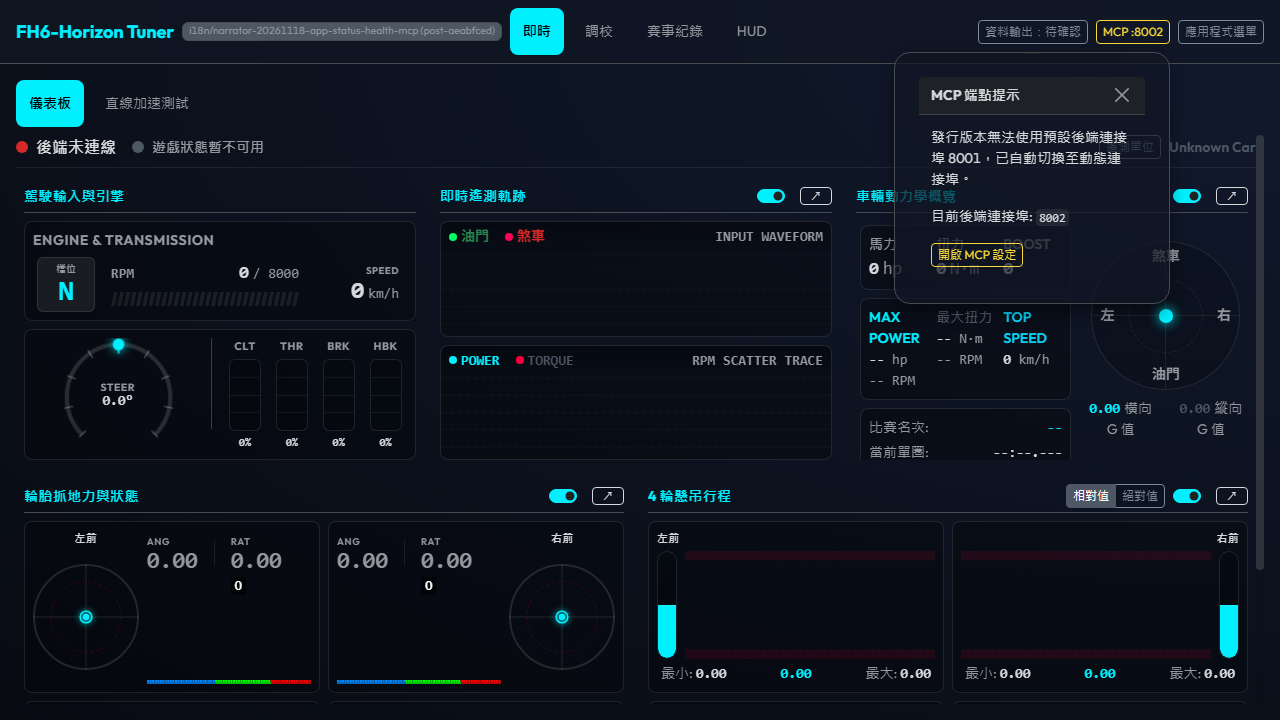 FH6-Horizon Tuner
i18n/narrator-20261118-app-status-health-mcp (post-aeabfced)
即時
調校
賽事紀錄
HUD
資料輸出：待確認
MCP :8002
應用程式選單
儀表板
直線加速測試
MCP 端點提示
發行版本無法使用預設後端連接
埠 8001，已自動切換至動態連
接埠。
目前後端連接埠: 8002
開啟 MCP 設定
後端未連線
遊戲狀態暫不可用
Unknown Car
駕駛輸入與引擎
ENGINE & TRANSMISSION
檔位
N
RPM
0 / 8000
SPEED
0 km/h
STEER
0.0°
CLT
THR
BRK
HBK
0%
0%
0%
0%
即時遙測軌跡
↗
油門
煞車
INPUT WAVEFORM
POWER
TORQUE
RPM SCATTER TRACE
車輛動力學概覽
↗
馬力
扭力
BOOST
0 hp
0 N·m
0
MAX POWER
-- hp
-- RPM
最大扭力
-- N·m
-- RPM
TOP SPEED
0 km/h
比賽名次:
--
當前單圈:
--:--.---
煞車
左
右
油門
0.00 橫向
G 值
0.00 縱向
G 值
輪胎抓地力與狀態
↗
左前
ANG
0.00
RAT
0.00
0
ANG
0.00
RAT
0.00
0
右前
4 輪懸吊行程
相對值
絕對值
↗
左前
最小: 0.00
0.00
最大: 0.00
右前
最小: 0.00
0.00
最大: 0.00